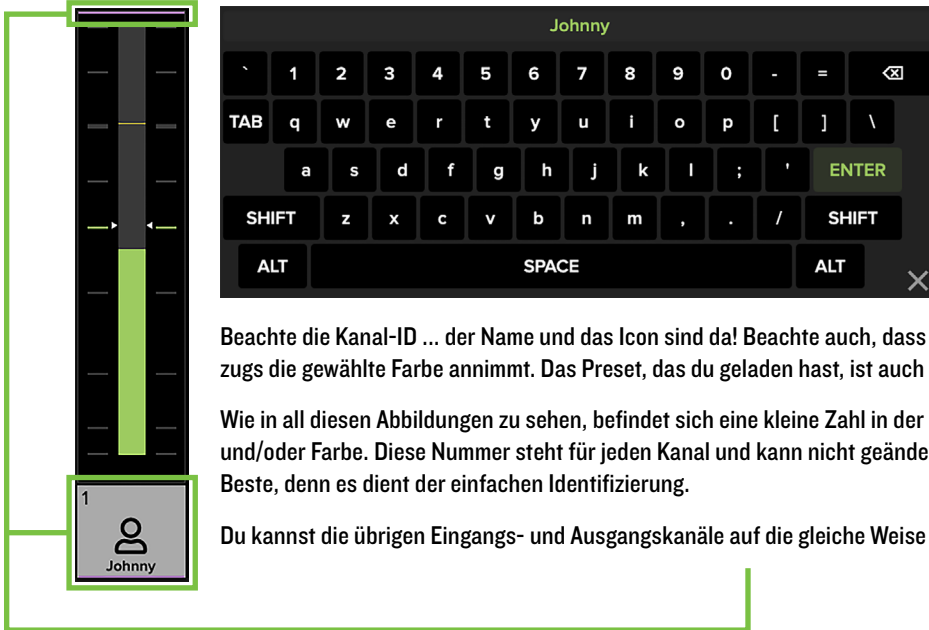 Johnny
` 1 2 3 4 5 6 7 8 9 0 - =
TAB q w e r t y u i o p [ ] \
a s d f g h j k l ; ' ENTER
SHIFT z x c v b n m , . / SHIFT
ALT SPACE ALT
Beachte die Kanal-ID ... der Name und das Icon sind da! Beachte auch, dass
zugs die gewählte Farbe annimmt. Das Preset, das du geladen hast, ist auch
Wie in all diesen Abbildungen zu sehen, befindet sich eine kleine Zahl in der
und/oder Farbe. Diese Nummer steht für jeden Kanal und kann nicht geände
Beste, denn es dient der einfachen Identifizierung.
Du kannst die übrigen Eingangs- und Ausgangskanäle auf die gleiche Weise
1
Johnny